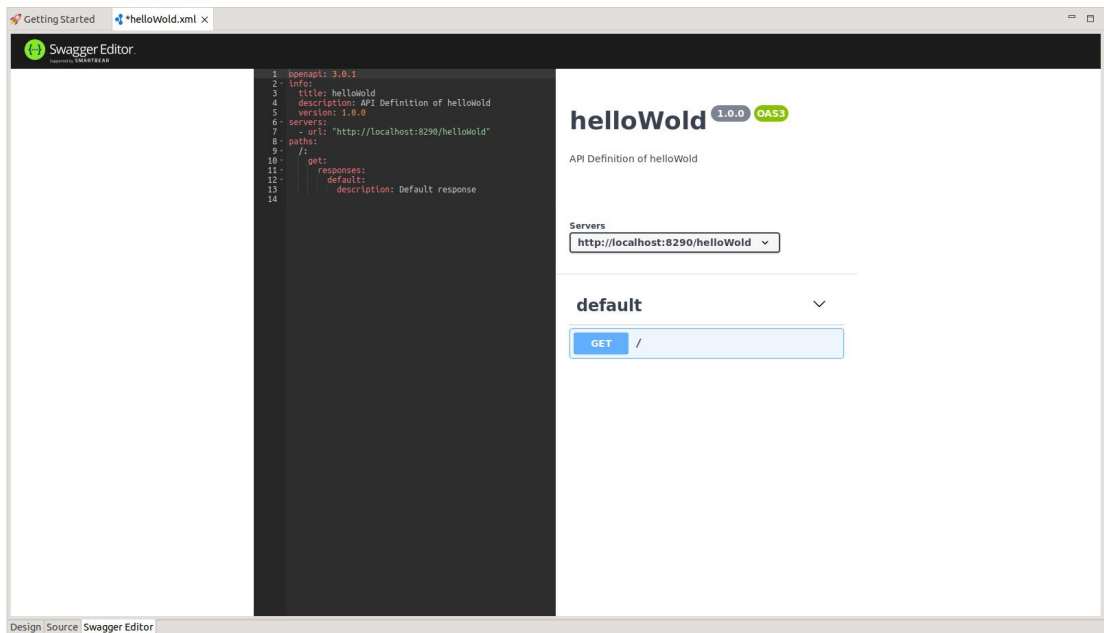 Getting Started
*helloWold.xml
Swagger Editor
Supported by SMARTBEAR
1 openapi: 3.0.1
2 info:
3 title: helloWold
4 description: API Definition of helloWold
5 version: 1.0.0
6 servers:
7 - url: "http://localhost:8290/helloWold"
8 paths:
9 /:
10 get:
11 responses:
12 default:
13 description: Default response
14
helloWold 1.0.0 OAS3
API Definition of helloWold
Servers
http://localhost:8290/helloWold
default
GET /
Design Source Swagger Editor